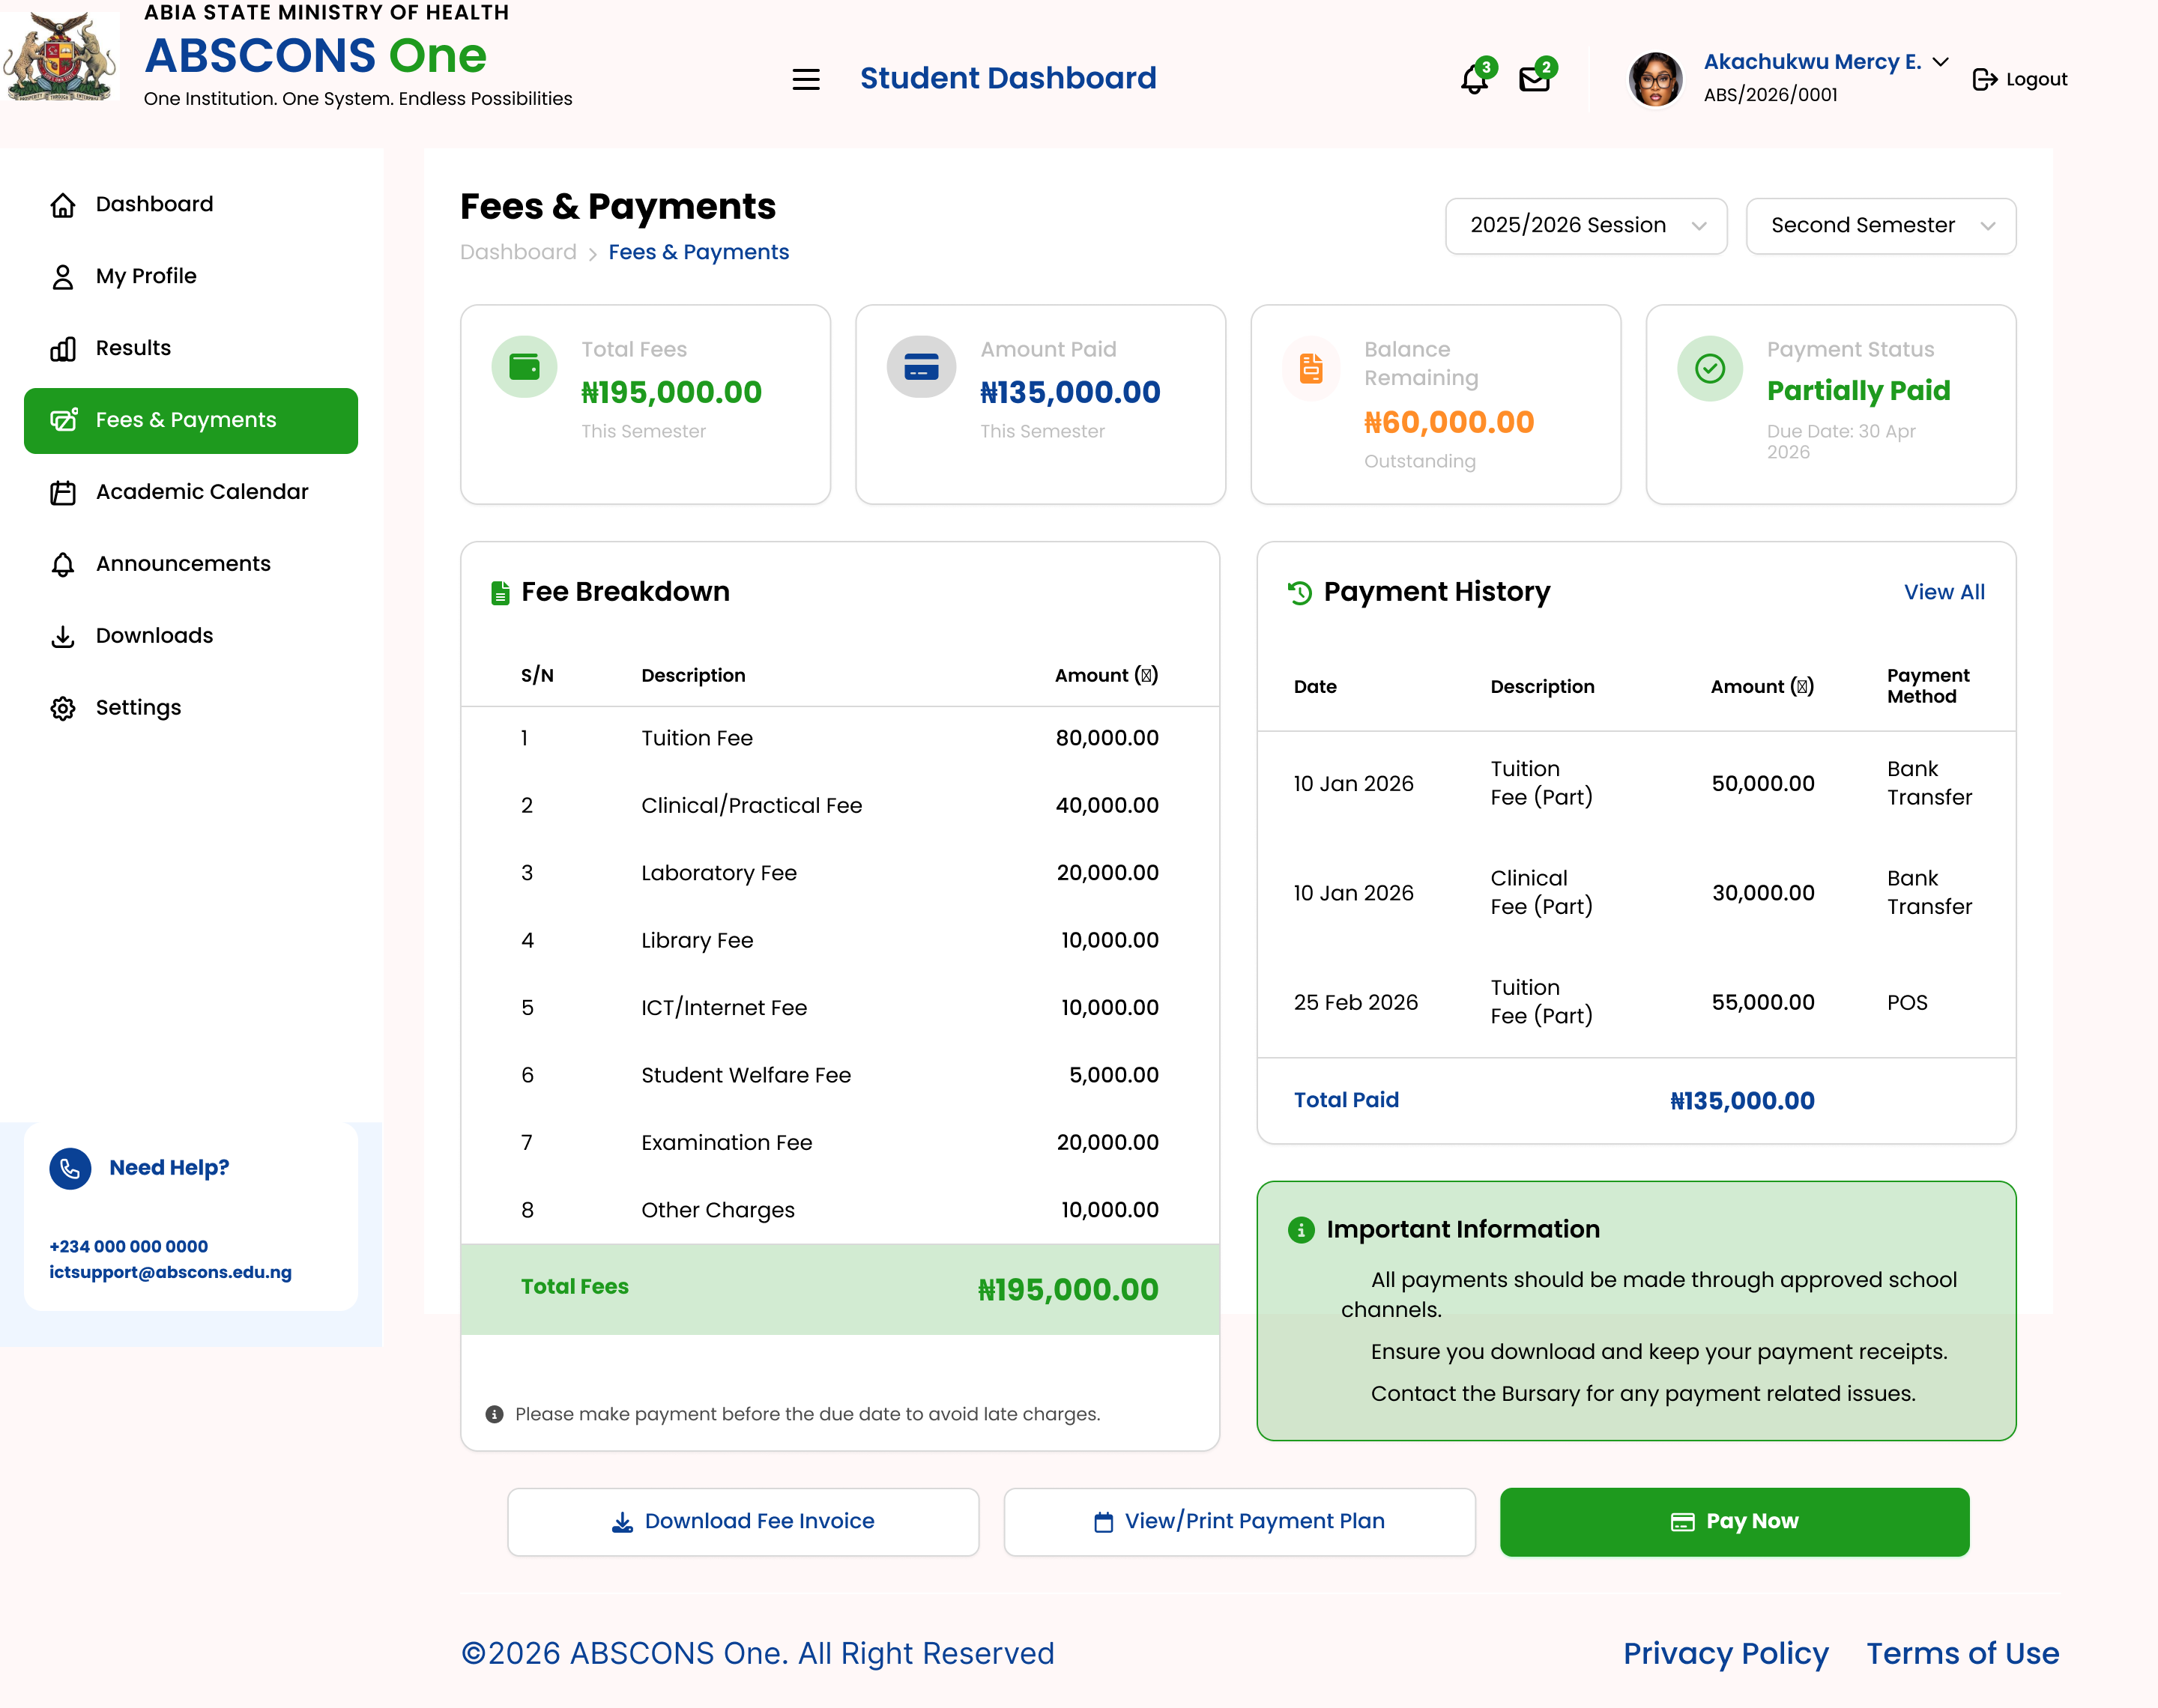 ABIA STATE MINISTRY OF HEALTH
ABSCONS One
One Institution. One System. Endless Possibilities
Student Dashboard
3
2
Akachukwu Mercy E.
ABS/2026/0001
Logout
Dashboard
My Profile
Results
Fees & Payments
Academic Calendar
Announcements
Downloads
Settings
Need Help?
+234 000 000 0000
ictsupport@abscons.edu.ng
Fees & Payments
Dashboard > Fees & Payments
2025/2026 Session
Second Semester
Total Fees
₦195,000.00
This Semester
Amount Paid
₦135,000.00
This Semester
Balance
Remaining
₦60,000.00
Outstanding
Payment Status
Partially Paid
Due Date: 30 Apr
2026
Fee Breakdown
S/N Description Amount (▯)
1 Tuition Fee 80,000.00
2 Clinical/Practical Fee 40,000.00
3 Laboratory Fee 20,000.00
4 Library Fee 10,000.00
5 ICT/Internet Fee 10,000.00
6 Student Welfare Fee 5,000.00
7 Examination Fee 20,000.00
8 Other Charges 10,000.00
Total Fees ₦195,000.00
Please make payment before the due date to avoid late charges.
Payment History
View All
Date Description Amount (▯) Payment
Method
10 Jan 2026 Tuition
Fee (Part) 50,000.00 Bank
Transfer
10 Jan 2026 Clinical
Fee (Part) 30,000.00 Bank
Transfer
25 Feb 2026 Tuition
Fee (Part) 55,000.00 POS
Total Paid ₦135,000.00
Important Information
All payments should be made through approved school
channels.
Ensure you download and keep your payment receipts.
Contact the Bursary for any payment related issues.
Download Fee Invoice
View/Print Payment Plan
Pay Now
©2026 ABSCONS One. All Right Reserved
Privacy Policy
Terms of Use